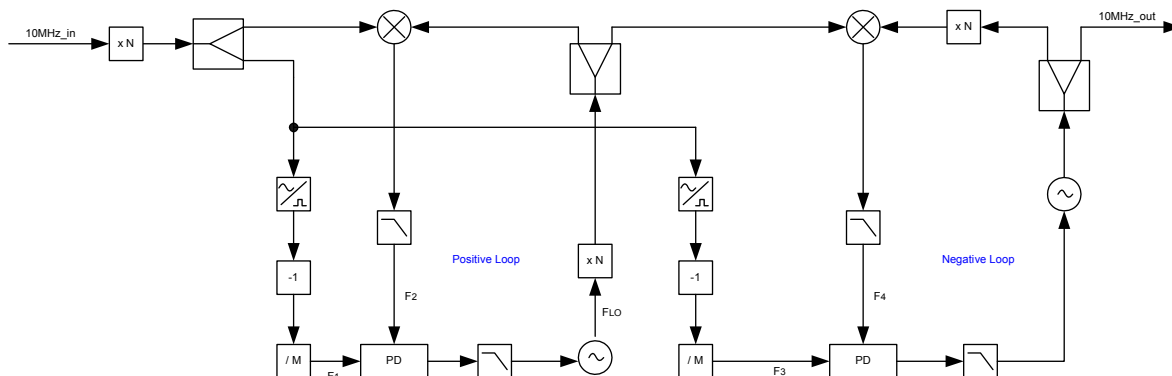 10MHz_in
x N
x N
10MHz_out
-1
Positive Loop
F2
x N
FLO
-1
Negative Loop
F4
/ M
F1
PD
/ M
F3
PD